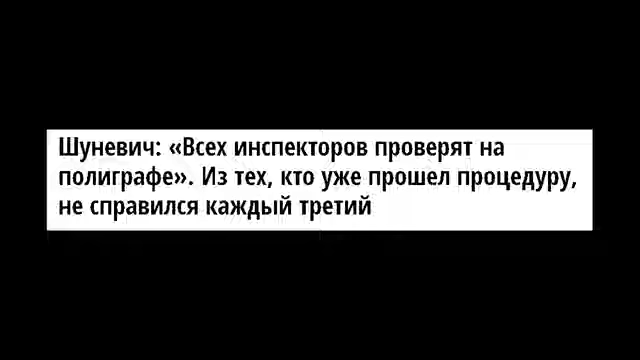 Шуневич: «Всех инспекторов проверят на
полиграфе». Из тех, кто уже прошел процедуру,
не справился каждый третий